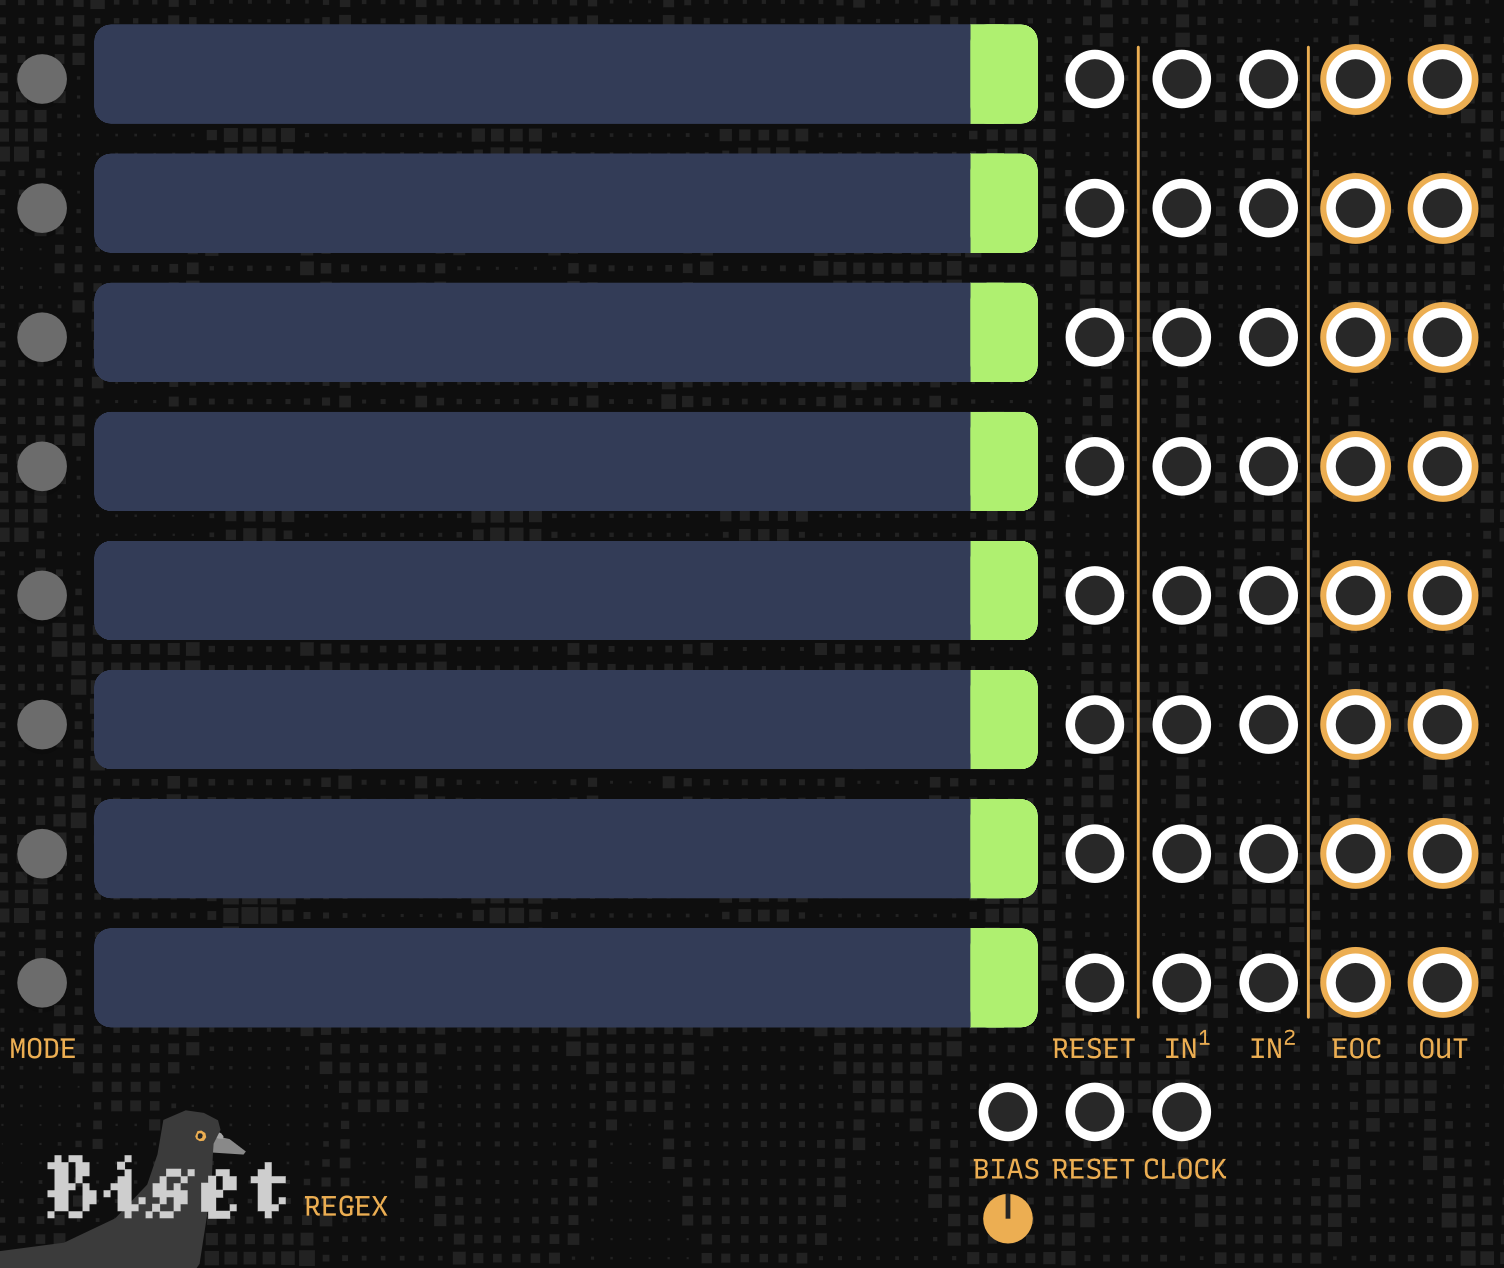 MODE RESET IN¹ IN² EOC OUT
BIAS RESET CLOCK
Biset REGEX